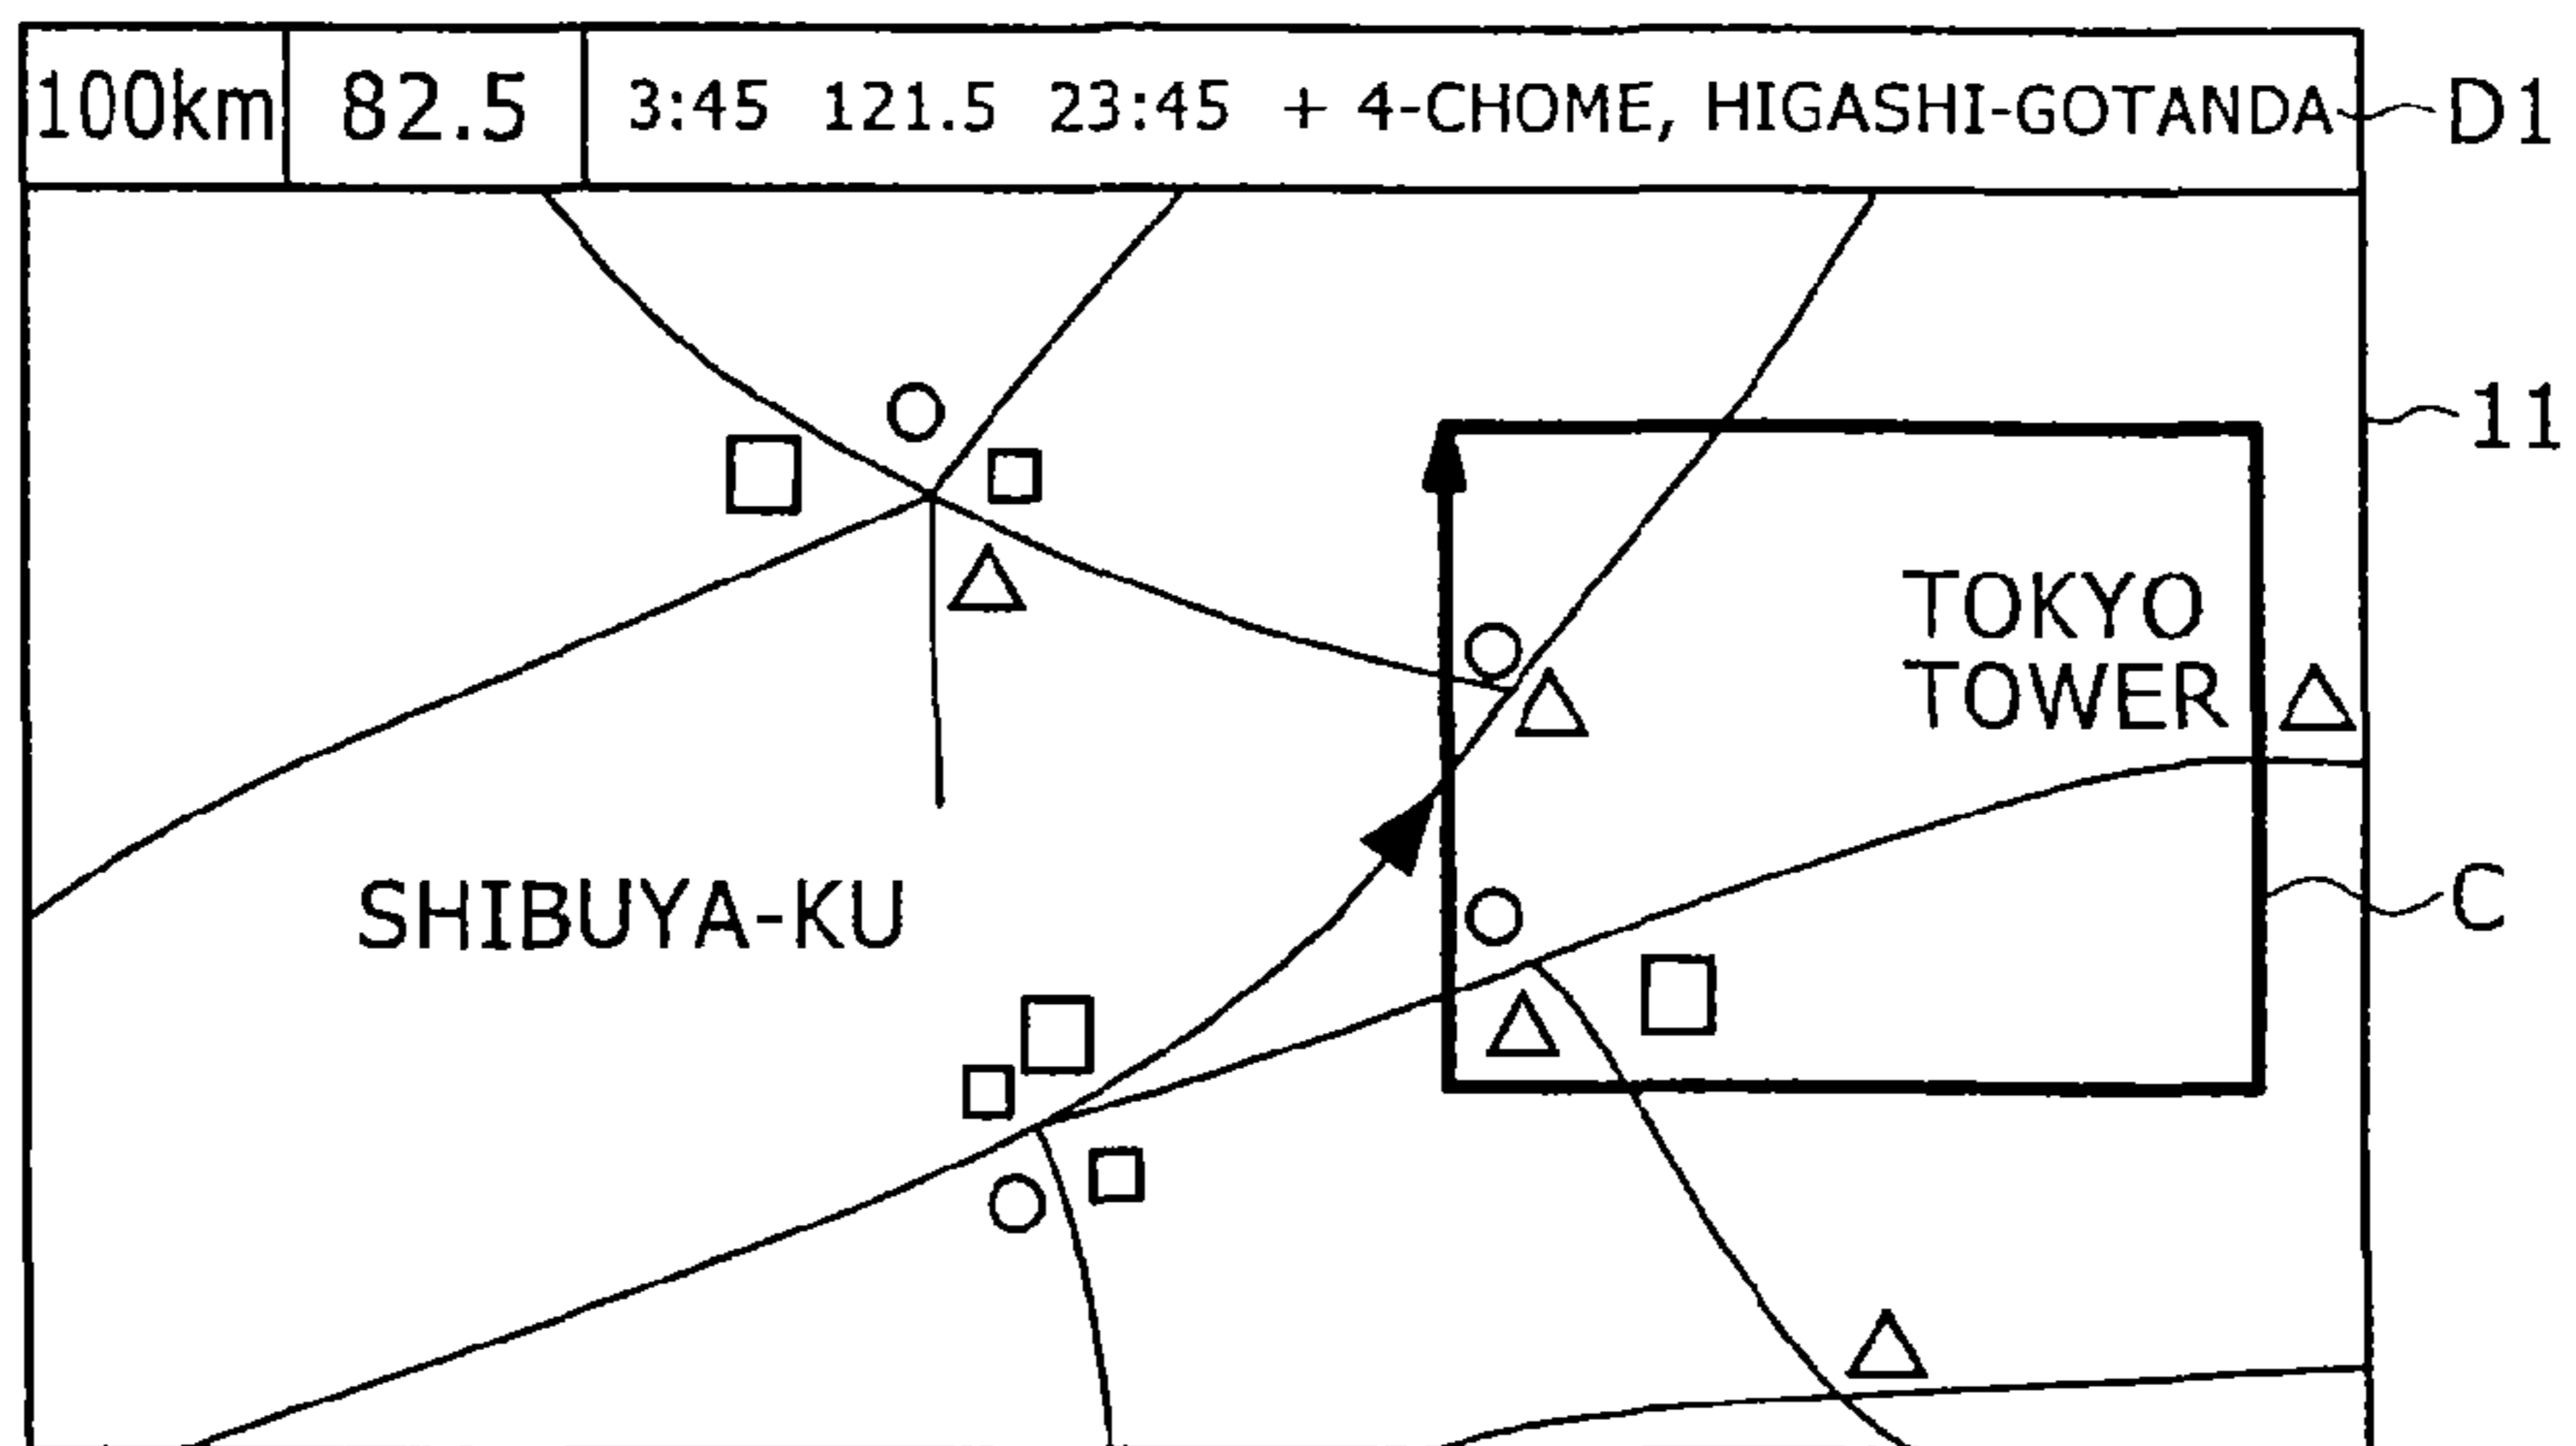 100km 82.5 3:45 121.5 23:45 + 4-CHOME, HIGASHI-GOTANDA D1
11
TOKYO
TOWER
SHIBUYA-KU
C